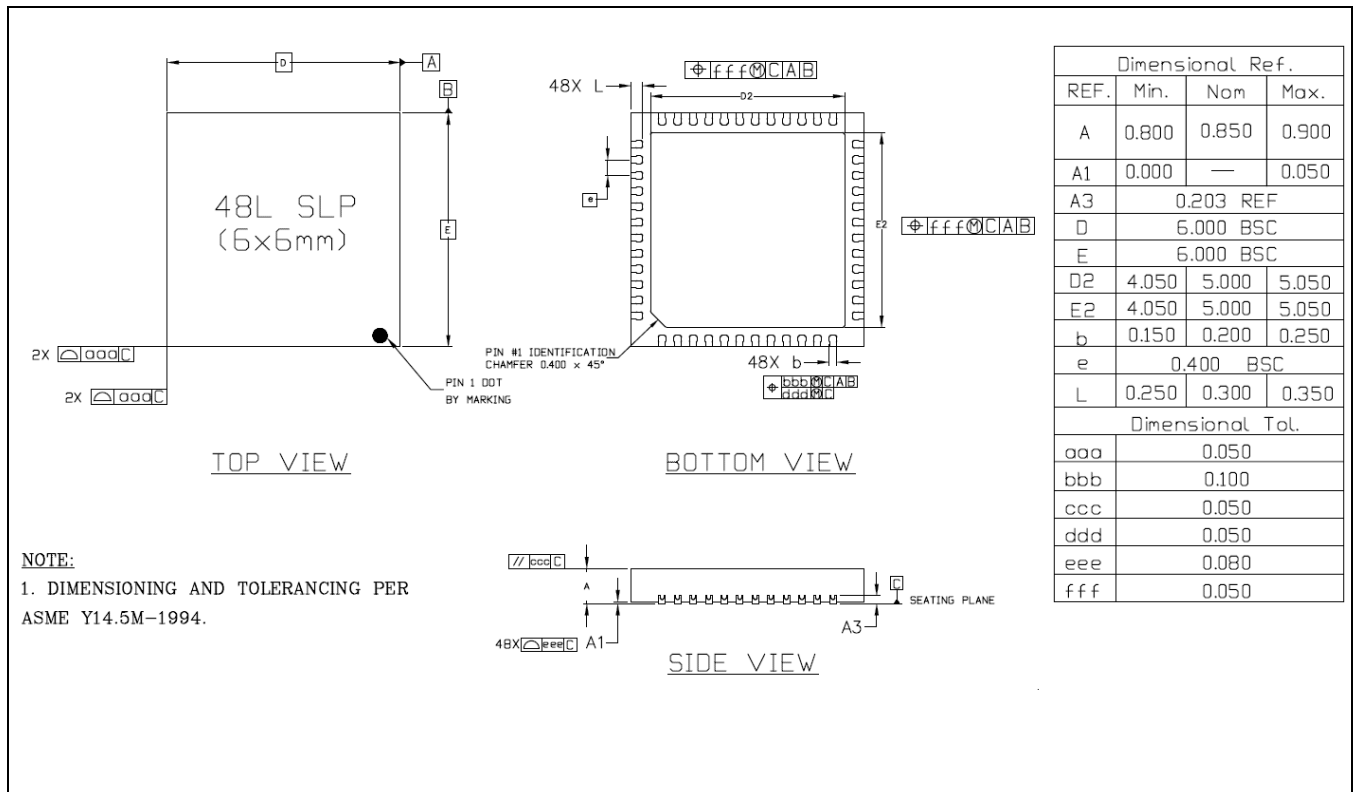 D
A
B
48L SLP
(6x6mm)
E
2X ⌓ aaa C
2X ⌓ aaa C
PIN 1 DOT
BY MARKING
TOP VIEW
⌖ fff Ⓜ C A B
48X L
D2
e
E2
⌖ fff Ⓜ C A B
PIN #1 IDENTIFICATION
CHAMFER 0.400 x 45°
48X b
⌖ bbb Ⓜ C A B
ddd Ⓜ C
BOTTOM VIEW
Dimensional Ref.
REF. Min. Nom Max.
A 0.800 0.850 0.900
A1 0.000 — 0.050
A3 0.203 REF
D 6.000 BSC
E 6.000 BSC
D2 4.050 5.000 5.050
E2 4.050 5.000 5.050
b 0.150 0.200 0.250
e 0.400 BSC
L 0.250 0.300 0.350
Dimensional Tol.
aaa 0.050
bbb 0.100
ccc 0.050
ddd 0.050
eee 0.080
fff 0.050
NOTE:
1. DIMENSIONING AND TOLERANCING PER
ASME Y14.5M-1994.
// ccc C
A
C
SEATING PLANE
48X ⌓ eee C A1
A3
SIDE VIEW